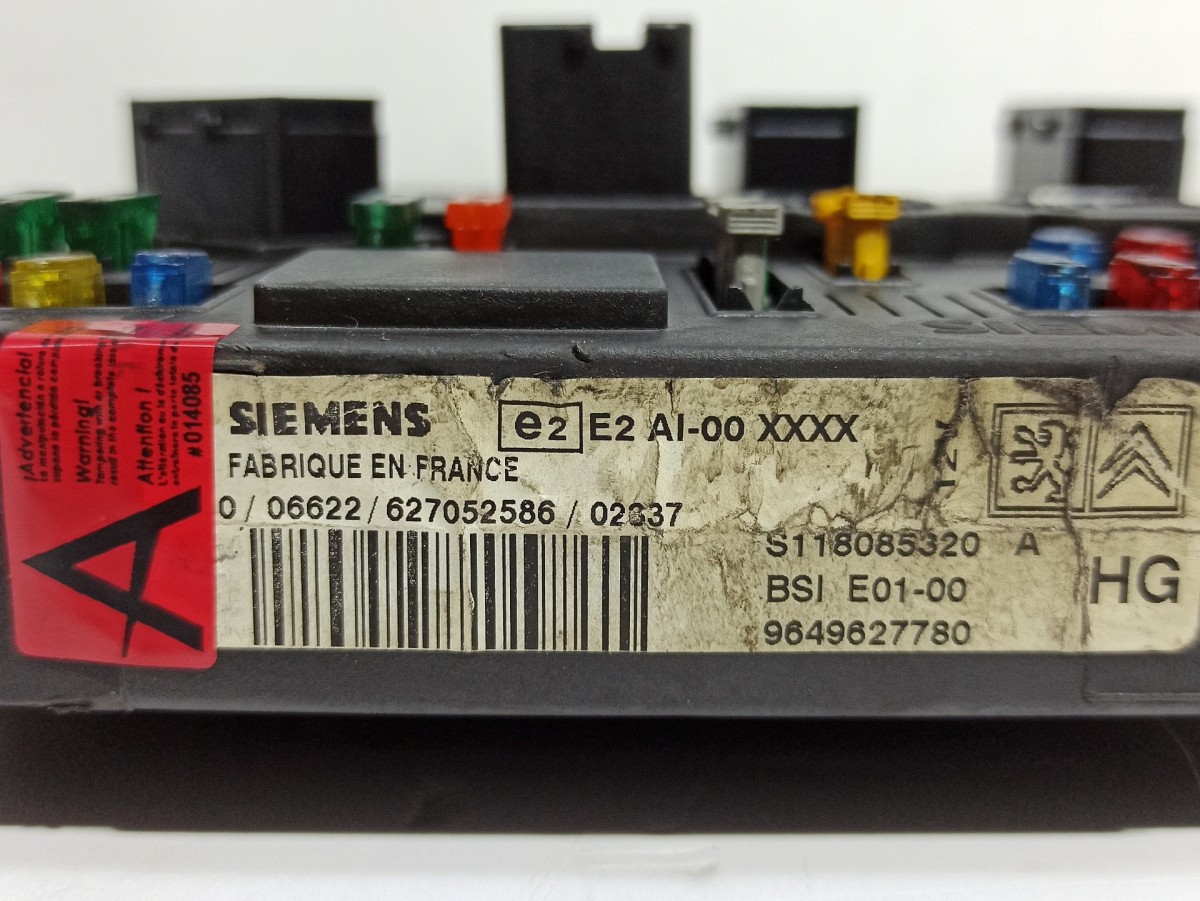 SIEMENS e2 E2 AI-00 XXXX
FABRIQUE EN FRANCE
0 / 06622 / 627052586 / 02337
12V
S118085320 A
BSI E01-00
9649627780
HG
¡Advertencia!
Warning!
Attention !
#014085
A